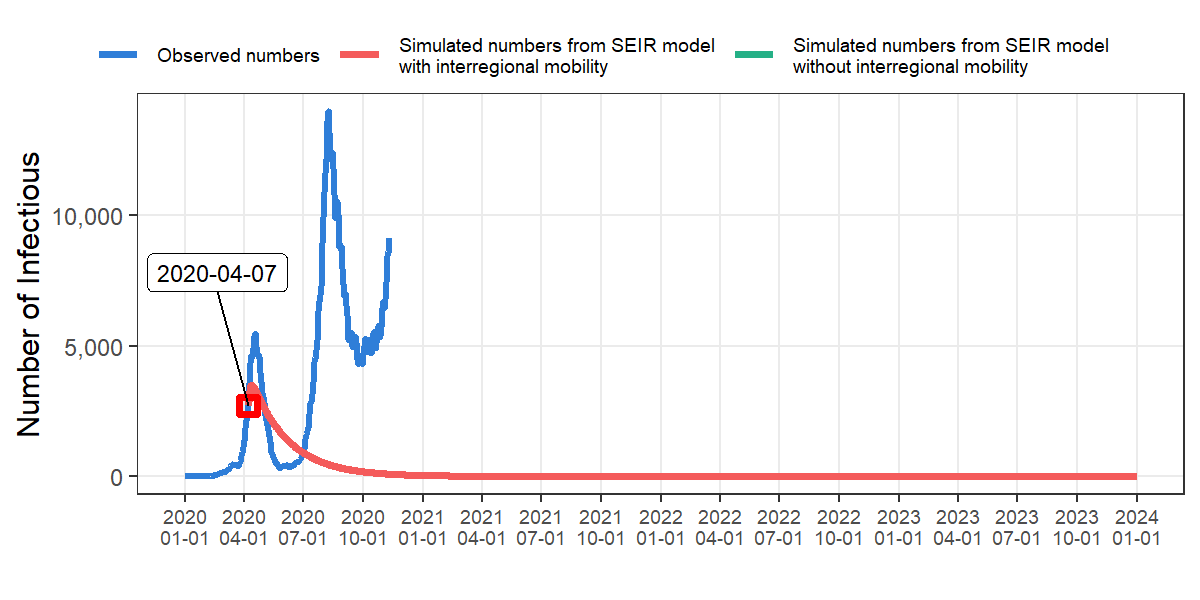 Observed numbers
Simulated numbers from SEIR model
with interregional mobility
Simulated numbers from SEIR model
without interregional mobility
Number of Infectious
10,000
5,000
0
2020-04-07
2020 2020 2020 2020 2021 2021 2021 2021 2022 2022 2022 2022 2023 2023 2023 2023 2024
01-01 04-01 07-01 10-01 01-01 04-01 07-01 10-01 01-01 04-01 07-01 10-01 01-01 04-01 07-01 10-01 01-01